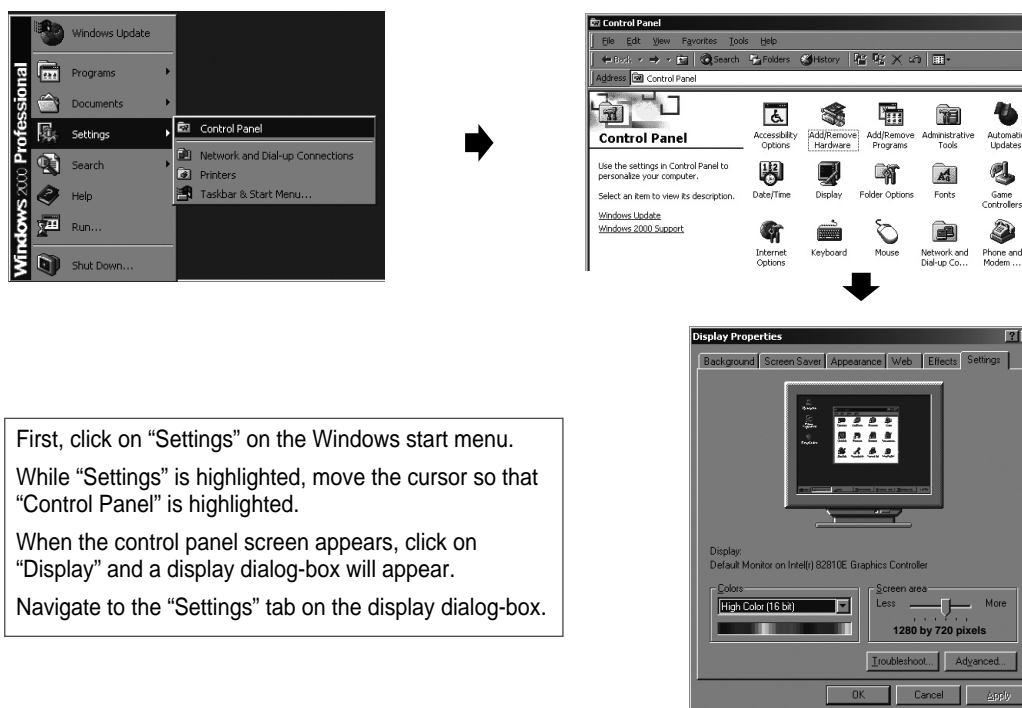 Windows 2000 Professional
Windows Update
Programs
Documents
Settings
Search
Help
Run...
Shut Down...
Control Panel
Network and Dial-up Connections
Printers
Taskbar & Start Menu...
Control Panel
File Edit View Favorites Tools Help
Back Search Folders History
Address Control Panel
Control Panel
Use the settings in Control Panel to
personalize your computer.
Select an item to view its description.
Windows Update
Windows 2000 Support
Accessibility Options
Add/Remove Hardware
Add/Remove Programs
Administrative Tools
Automatic Updates
Date/Time
Display
Folder Options
Fonts
Game Controllers
Internet Options
Keyboard
Mouse
Network and Dial-up Co...
Phone and Modem ...
First, click on “Settings” on the Windows start menu.
While “Settings” is highlighted, move the cursor so that
“Control Panel” is highlighted.
When the control panel screen appears, click on
“Display” and a display dialog-box will appear.
Navigate to the “Settings” tab on the display dialog-box.
Display Properties
Background Screen Saver Appearance Web Effects Settings
Display:
Default Monitor on Intel(r) 82810E Graphics Controller
Colors
High Color (16 bit)
Screen area
Less More
1280 by 720 pixels
Troubleshoot... Advanced...
OK Cancel Apply